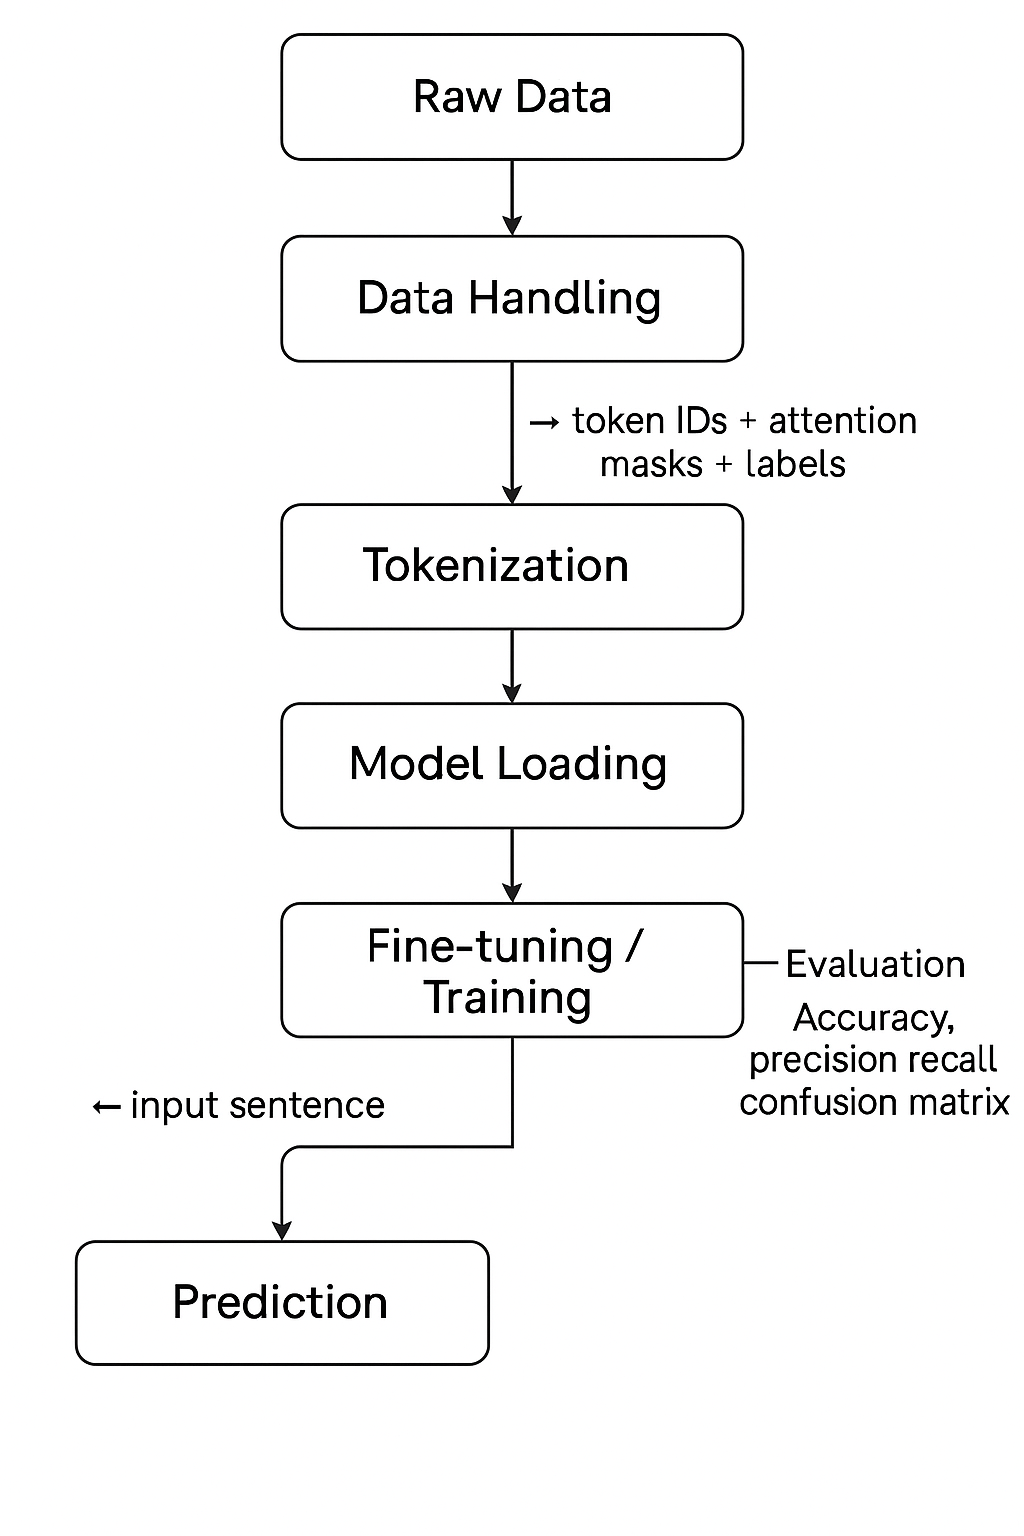 Raw Data
Data Handling
→ token IDs + attention
masks + labels
Tokenization
Model Loading
Fine-tuning /
Training
Evaluation
Accuracy,
precision recall
confusion matrix
← input sentence
Prediction